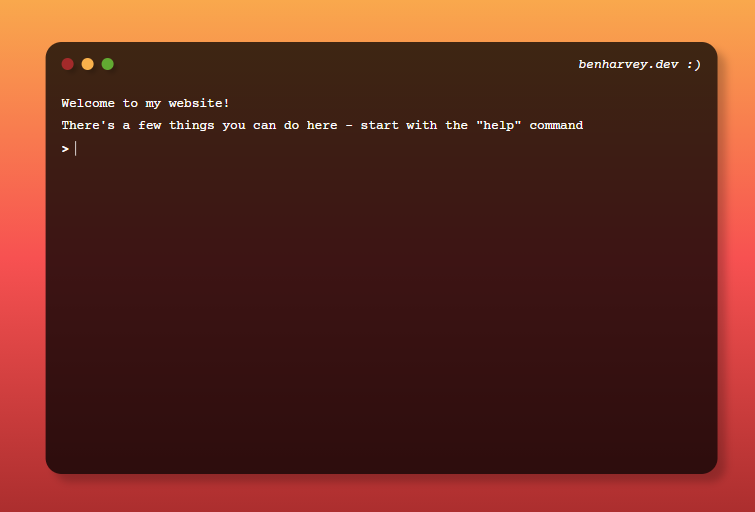 benharvey.dev :)
Welcome to my website!
There's a few things you can do here - start with the "help" command
>